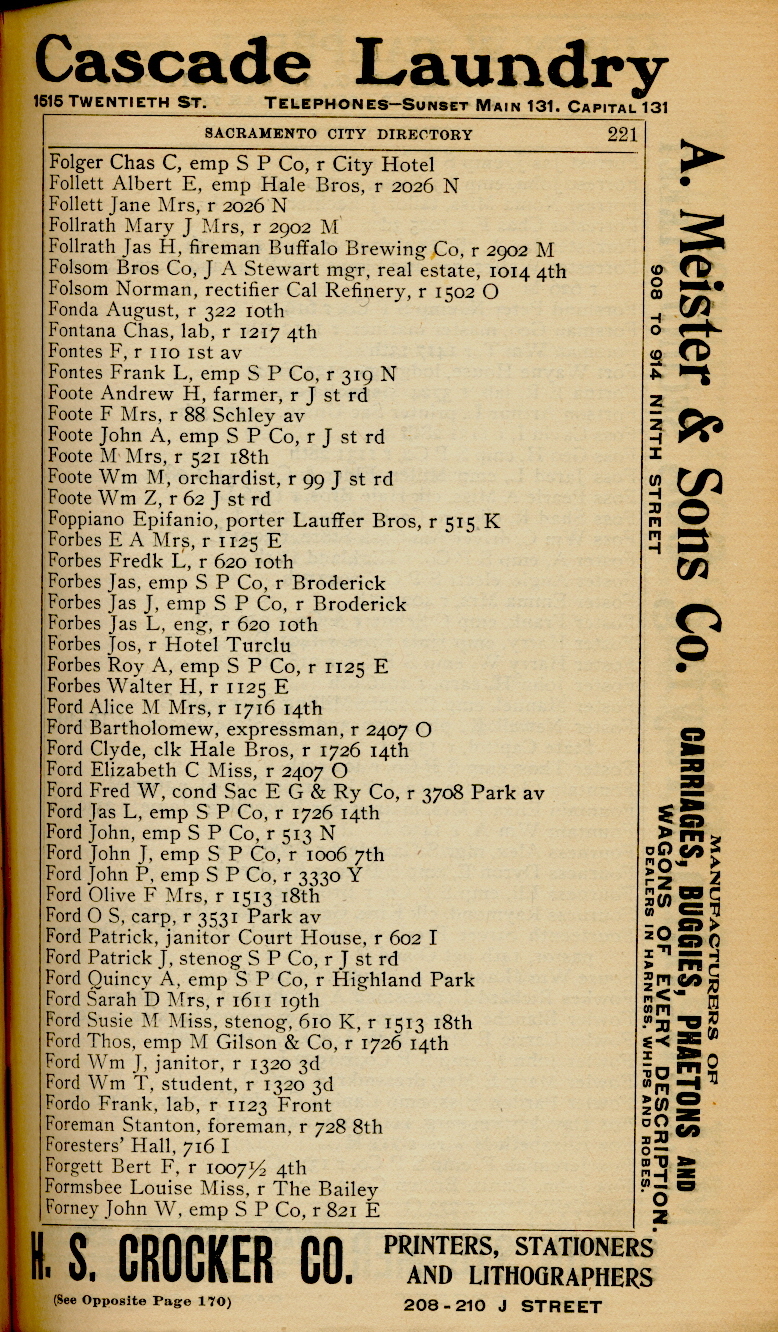 Cascade Laundry
1515 TWENTIETH ST. TELEPHONES—SUNSET MAIN 131. CAPITAL 131
SACRAMENTO CITY DIRECTORY 221
Folger Chas C, emp S P Co, r City Hotel
Follett Albert E, emp Hale Bros, r 2026 N
Follett Jane Mrs, r 2026 N
Follrath Mary J Mrs, r 2902 M
Follrath Jas H, fireman Buffalo Brewing Co, r 2902 M
Folsom Bros Co, J A Stewart mgr, real estate, 1014 4th
Folsom Norman, rectifier Cal Refinery, r 1502 O
Fonda August, r 322 10th
Fontana Chas, lab, r 1217 4th
Fontes F, r 110 1st av
Fontes Frank L, emp S P Co, r 319 N
Foote Andrew H, farmer, r J st rd
Foote F Mrs, r 88 Schley av
Foote John A, emp S P Co, r J st rd
Foote M Mrs, r 521 18th
Foote Wm M, orchardist, r 99 J st rd
Foote Wm Z, r 62 J st rd
Foppiano Epifanio, porter Lauffer Bros, r 515 K
Forbes E A Mrs, r 1125 E
Forbes Fredk L, r 620 10th
Forbes Jas, emp S P Co, r Broderick
Forbes Jas J, emp S P Co, r Broderick
Forbes Jas L, eng, r 620 10th
Forbes Jos, r Hotel Turclu
Forbes Roy A, emp S P Co, r 1125 E
Forbes Walter H, r 1125 E
Ford Alice M Mrs, r 1716 14th
Ford Bartholomew, expressman, r 2407 O
Ford Clyde, clk Hale Bros, r 1726 14th
Ford Elizabeth C Miss, r 2407 O
Ford Fred W, cond Sac E G & Ry Co, r 3708 Park av
Ford Jas L, emp S P Co, r 1726 14th
Ford John, emp S P Co, r 513 N
Ford John J, emp S P Co, r 1006 7th
Ford John P, emp S P Co, r 3330 Y
Ford Olive F Mrs, r 1513 18th
Ford O S, carp, r 3531 Park av
Ford Patrick, janitor Court House, r 602 I
Ford Patrick J, stenog S P Co, r J st rd
Ford Quincy A, emp S P Co, r Highland Park
Ford Sarah D Mrs, r 1611 19th
Ford Susie M Miss, stenog, 610 K, r 1513 18th
Ford Thos, emp M Gilson & Co, r 1726 14th
Ford Wm J, janitor, r 1320 3d
Ford Wm T, student, r 1320 3d
Fordo Frank, lab, r 1123 Front
Foreman Stanton, foreman, r 728 8th
Foresters' Hall, 716 I
Forgett Bert F, r 1007½ 4th
Formsbee Louise Miss, r The Bailey
Forney John W, emp S P Co, r 821 E
A. Meister & Sons Co.
908 TO 914 NINTH STREET
MANUFACTURERS OF
CARRIAGES, BUGGIES, PHAETONS AND
WAGONS OF EVERY DESCRIPTION.
DEALERS IN HARNESS, WHIPS AND ROBES.
H. S. CROCKER CO.
(See Opposite Page 170)
PRINTERS, STATIONERS
AND LITHOGRAPHERS
208-210 J STREET